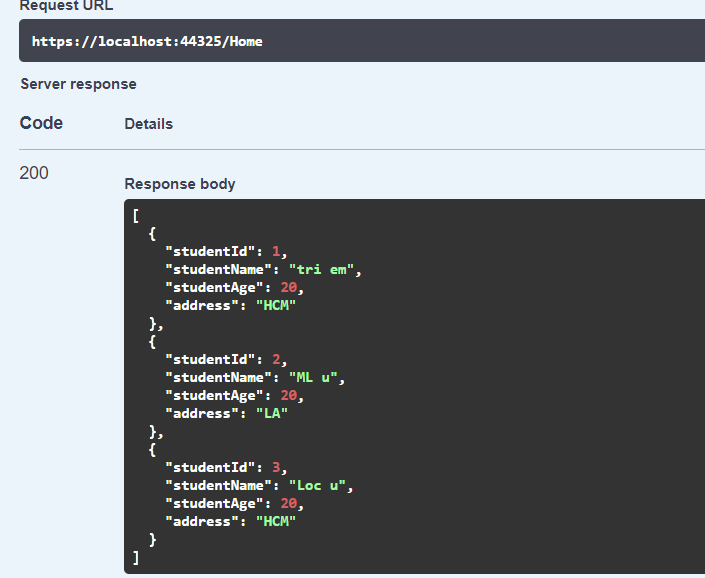 Request URL
https://localhost:44325/Home
Server response
Code Details
200
Response body
[
  {
    "studentId": 1,
    "studentName": "tri em",
    "studentAge": 20,
    "address": "HCM"
  },
  {
    "studentId": 2,
    "studentName": "ML u",
    "studentAge": 20,
    "address": "LA"
  },
  {
    "studentId": 3,
    "studentName": "Loc u",
    "studentAge": 20,
    "address": "HCM"
  }
]